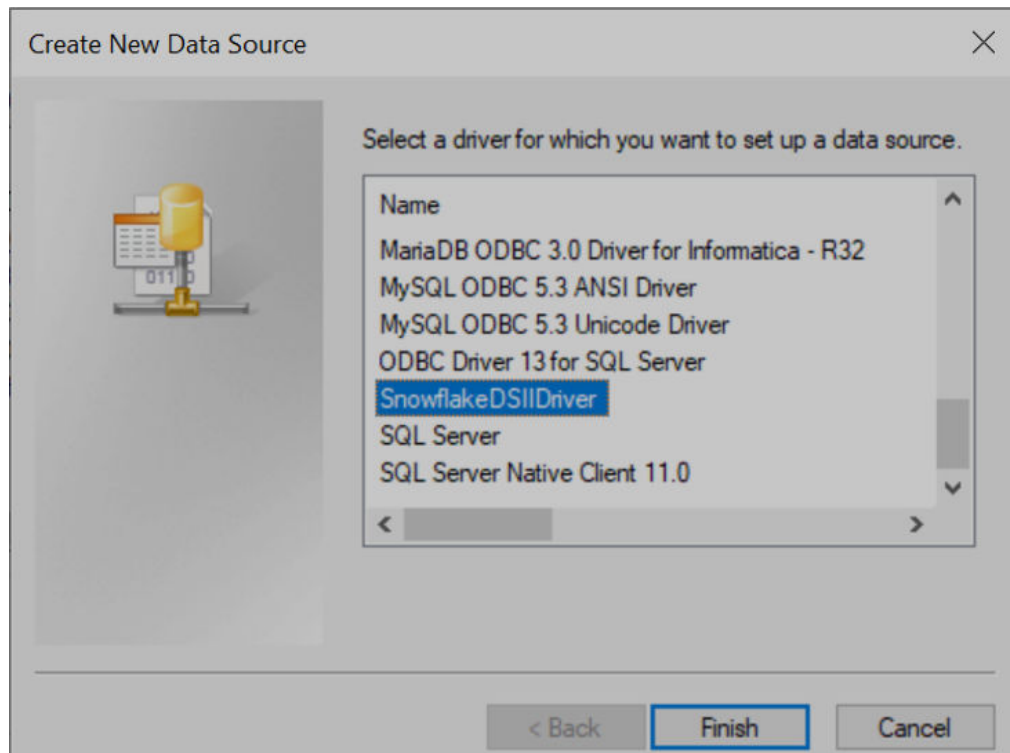 Create New Data Source
Select a driver for which you want to set up a data source.
Name
MariaDB ODBC 3.0 Driver for Informatica - R32
MySQL ODBC 5.3 ANSI Driver
MySQL ODBC 5.3 Unicode Driver
ODBC Driver 13 for SQL Server
SnowflakeDSIIDriver
SQL Server
SQL Server Native Client 11.0
< Back Finish Cancel